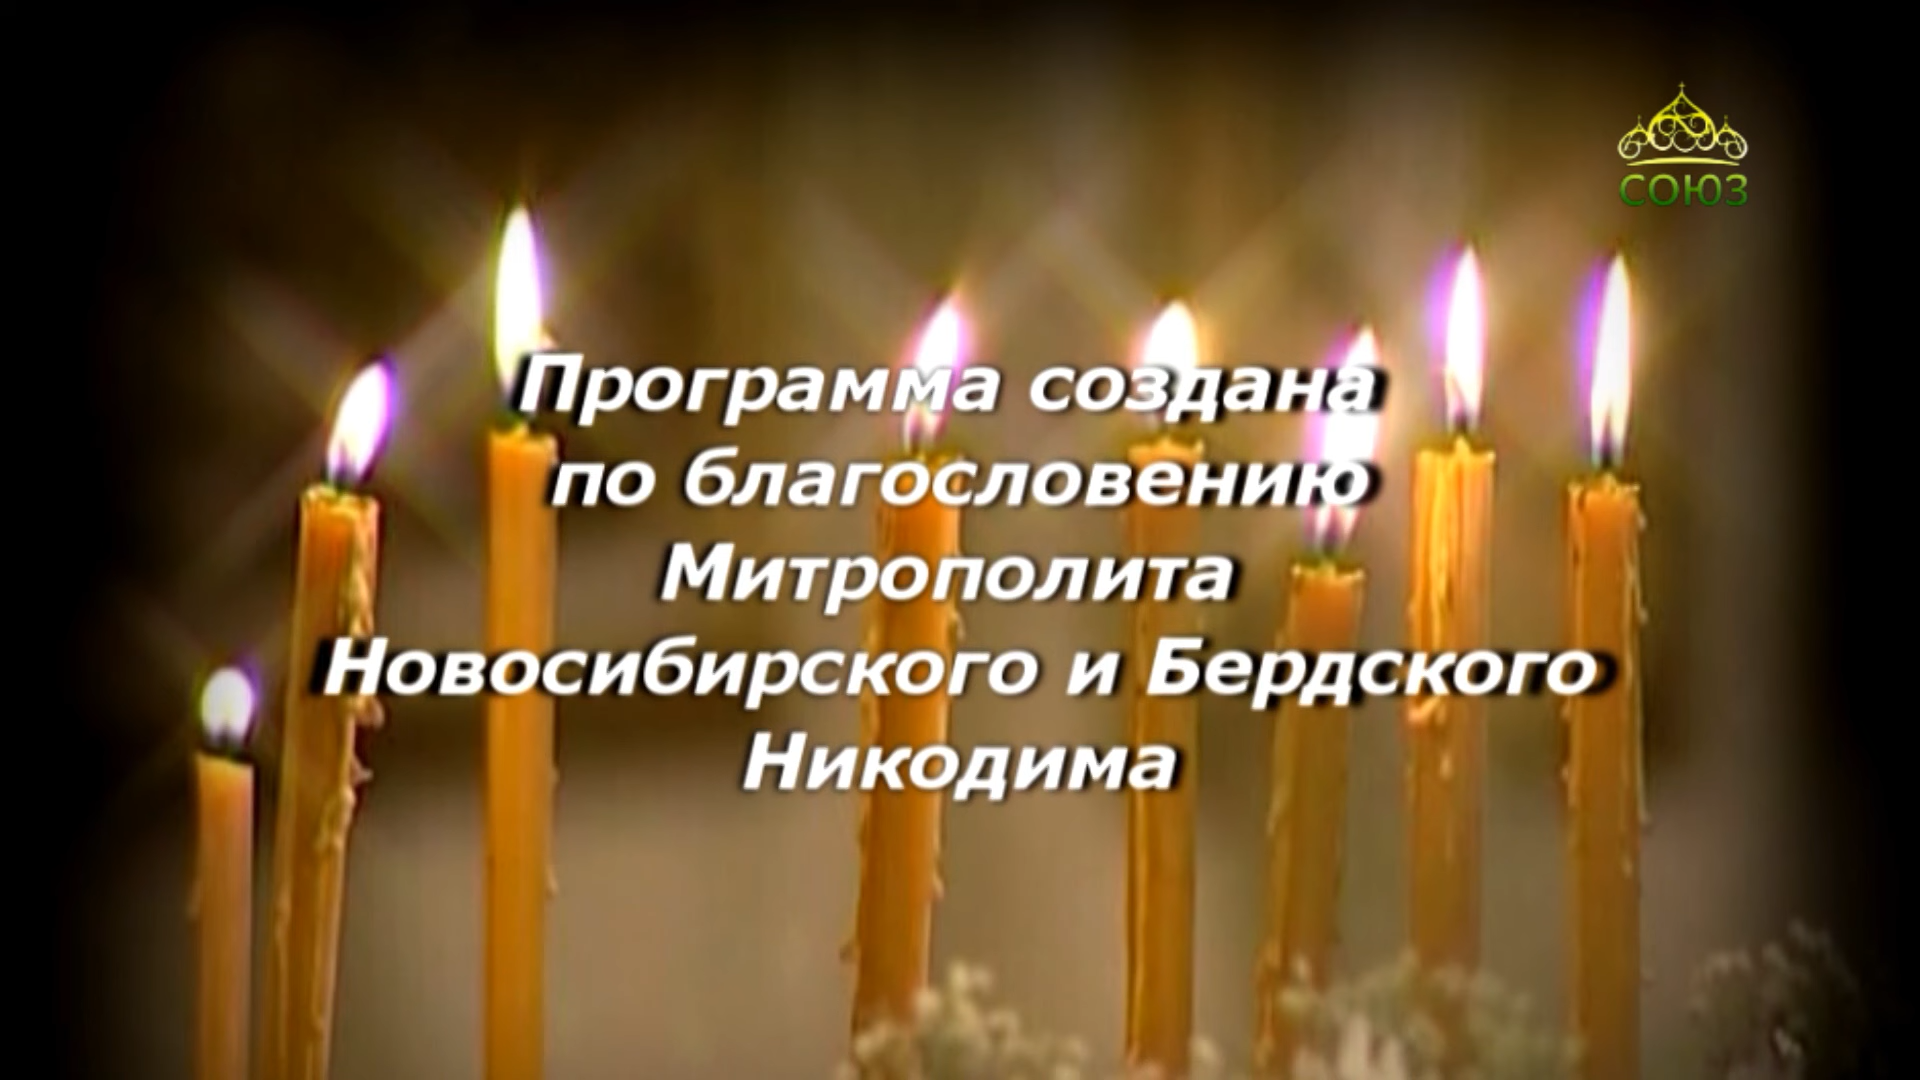 СОЮЗ
Программа создана
по благословению
Митрополита
Новосибирского и Бердского
Никодима